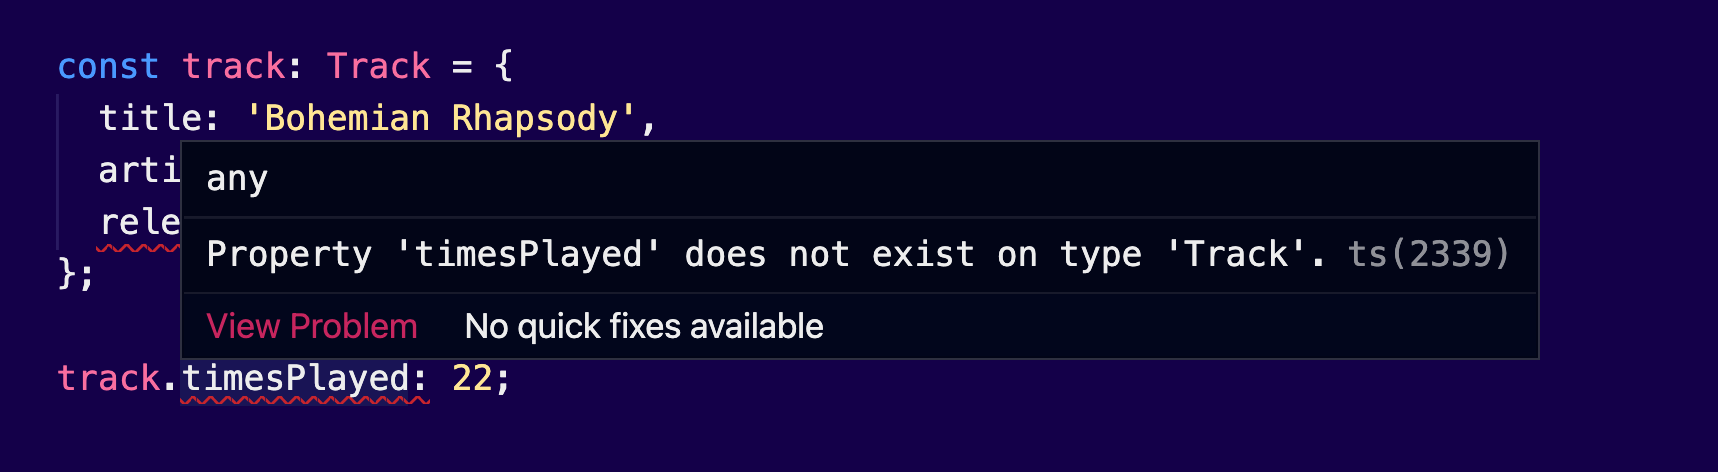 const track: Track = {
title: 'Bohemian Rhapsody',
arti
any
rele
Property 'timesPlayed' does not exist on type 'Track'. ts(2339)
};
View Problem No quick fixes available
track.timesPlayed: 22;